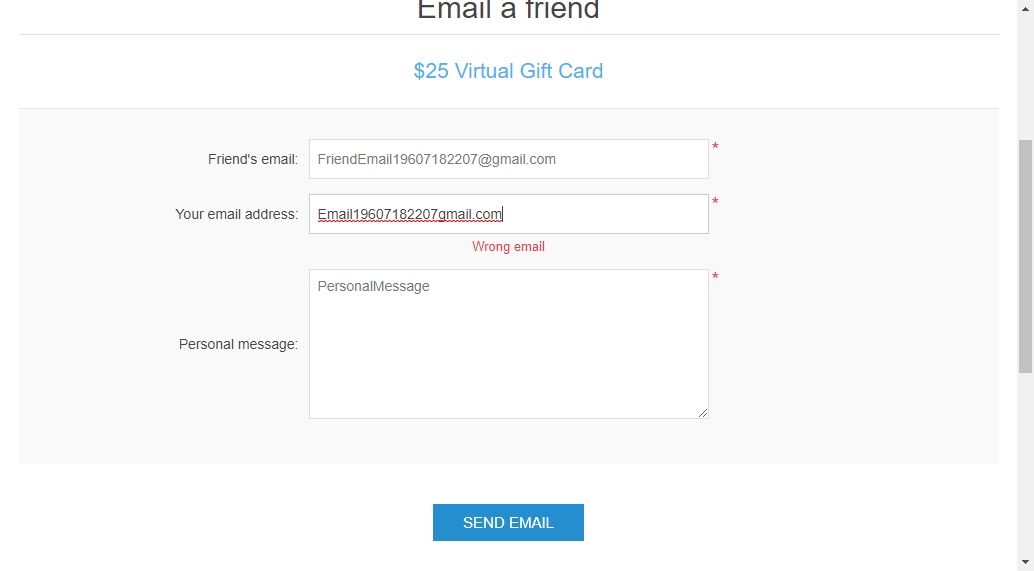 Email a friend
$25 Virtual Gift Card
Friend's email: FriendEmail19607182207@gmail.com *
Your email address: Email19607182207gmail.com *
Wrong email
PersonalMessage *
Personal message:
SEND EMAIL